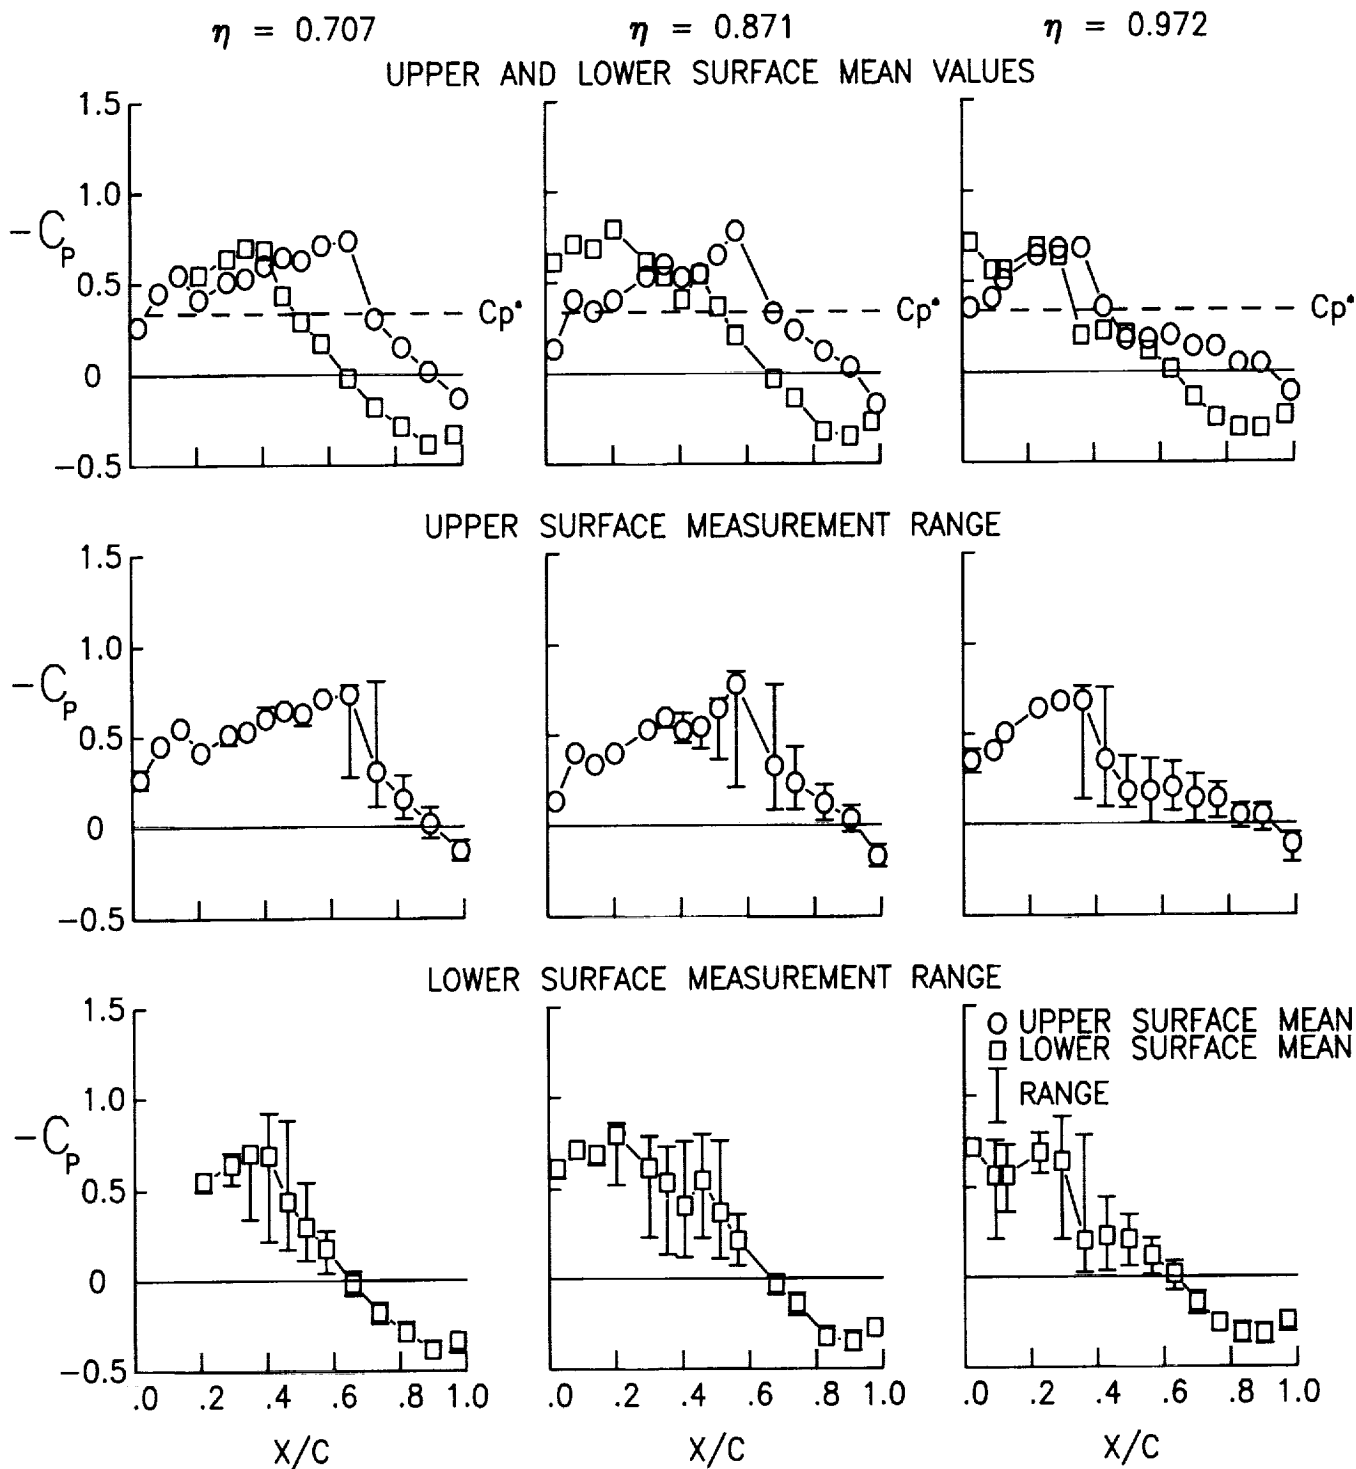 η = 0.707 η = 0.871 η = 0.972
UPPER AND LOWER SURFACE MEAN VALUES
1.5
1.0
-Cp
0.5
Cp* Cp* Cp*
0
-0.5
UPPER SURFACE MEASUREMENT RANGE
1.5
1.0
-Cp
0.5
0
-0.5
LOWER SURFACE MEASUREMENT RANGE
1.5
UPPER SURFACE MEAN
LOWER SURFACE MEAN
RANGE
1.0
-Cp
0.5
0
-0.5
.0 .2 .4 .6 .8 1.0 .0 .2 .4 .6 .8 1.0 .0 .2 .4 .6 .8 1.0
X/C X/C X/C